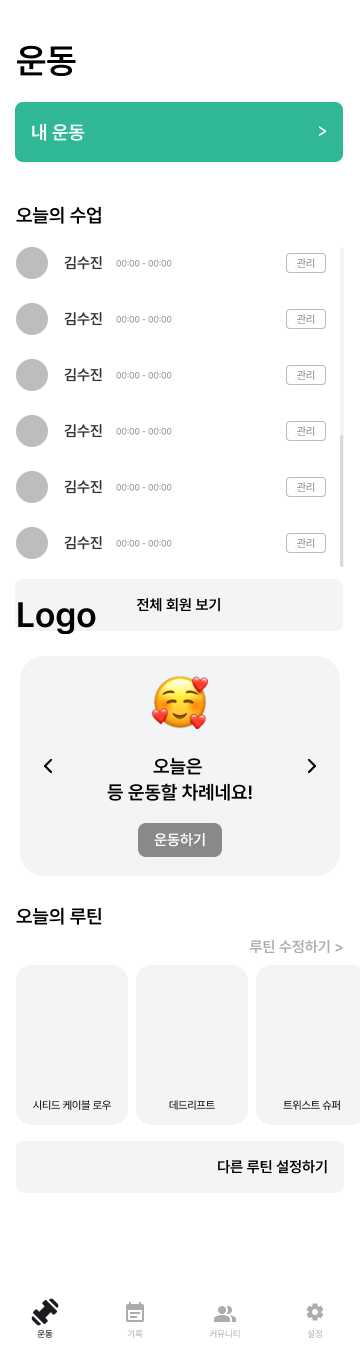 운동
내 운동 >
오늘의 수업
김수진 00:00 - 00:00 관리
김수진 00:00 - 00:00 관리
김수진 00:00 - 00:00 관리
김수진 00:00 - 00:00 관리
김수진 00:00 - 00:00 관리
김수진 00:00 - 00:00 관리
전체 회원 보기
Logo
오늘은
등 운동할 차례네요!
운동하기
오늘의 루틴
루틴 수정하기 >
시티드 케이블 로우 데드리프트 트위스트 슈퍼
다른 루틴 설정하기
운동 기록 커뮤니티 설정